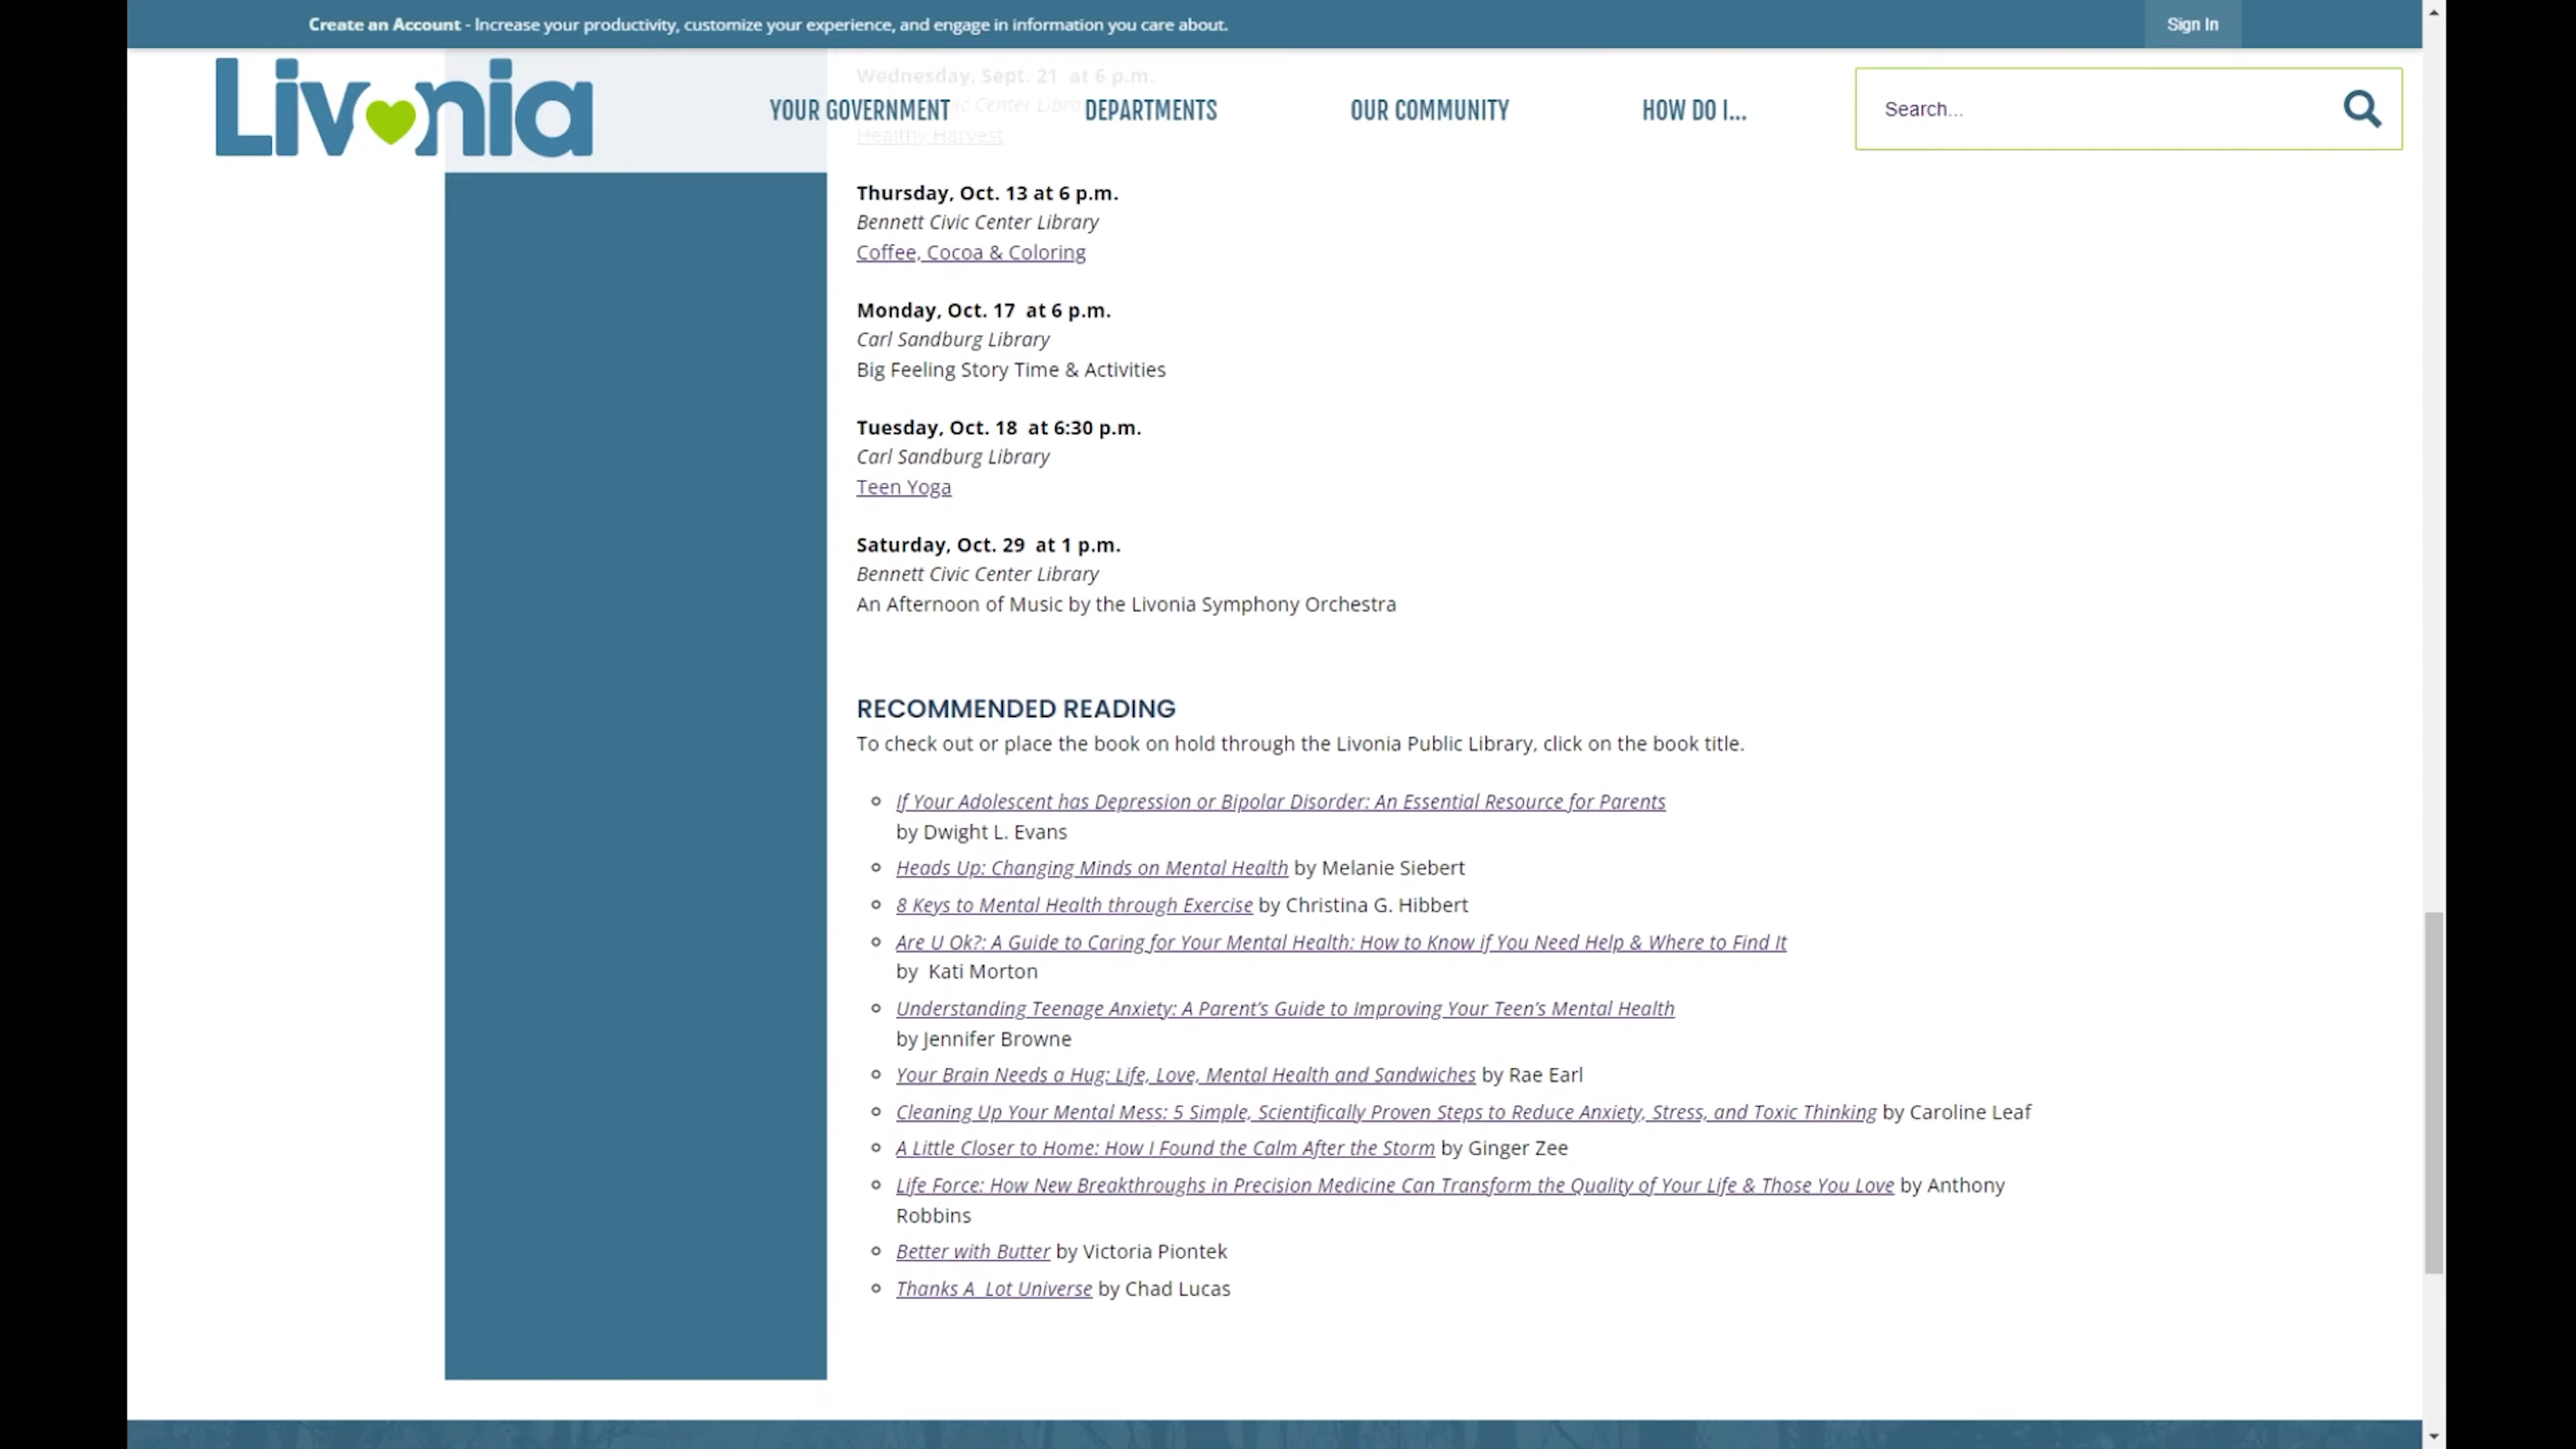 Create an Account - Increase your productivity, customize your experience, and engage in information you care about.
Sign In
Livonia
YOUR GOVERNMENT
DEPARTMENTS
OUR COMMUNITY
HOW DO I...
Search...
Wednesday, Sept. 21 at 6 p.m.
Healthy Harvest
Thursday, Oct. 13 at 6 p.m.
Bennett Civic Center Library
Coffee, Cocoa & Coloring
Monday, Oct. 17 at 6 p.m.
Carl Sandburg Library
Big Feeling Story Time & Activities
Tuesday, Oct. 18 at 6:30 p.m.
Carl Sandburg Library
Teen Yoga
Saturday, Oct. 29 at 1 p.m.
Bennett Civic Center Library
An Afternoon of Music by the Livonia Symphony Orchestra
RECOMMENDED READING
To check out or place the book on hold through the Livonia Public Library, click on the book title.
If Your Adolescent has Depression or Bipolar Disorder: An Essential Resource for Parents
by Dwight L. Evans
Heads Up: Changing Minds on Mental Health by Melanie Siebert
8 Keys to Mental Health through Exercise by Christina G. Hibbert
Are U Ok?: A Guide to Caring for Your Mental Health: How to Know if You Need Help & Where to Find It
by Kati Morton
Understanding Teenage Anxiety: A Parent's Guide to Improving Your Teen's Mental Health
by Jennifer Browne
Your Brain Needs a Hug: Life, Love, Mental Health and Sandwiches by Rae Earl
Cleaning Up Your Mental Mess: 5 Simple, Scientifically Proven Steps to Reduce Anxiety, Stress, and Toxic Thinking by Caroline Leaf
A Little Closer to Home: How I Found the Calm After the Storm by Ginger Zee
Life Force: How New Breakthroughs in Precision Medicine Can Transform the Quality of Your Life & Those You Love by Anthony
Robbins
Better with Butter by Victoria Piontek
Thanks A Lot Universe by Chad Lucas